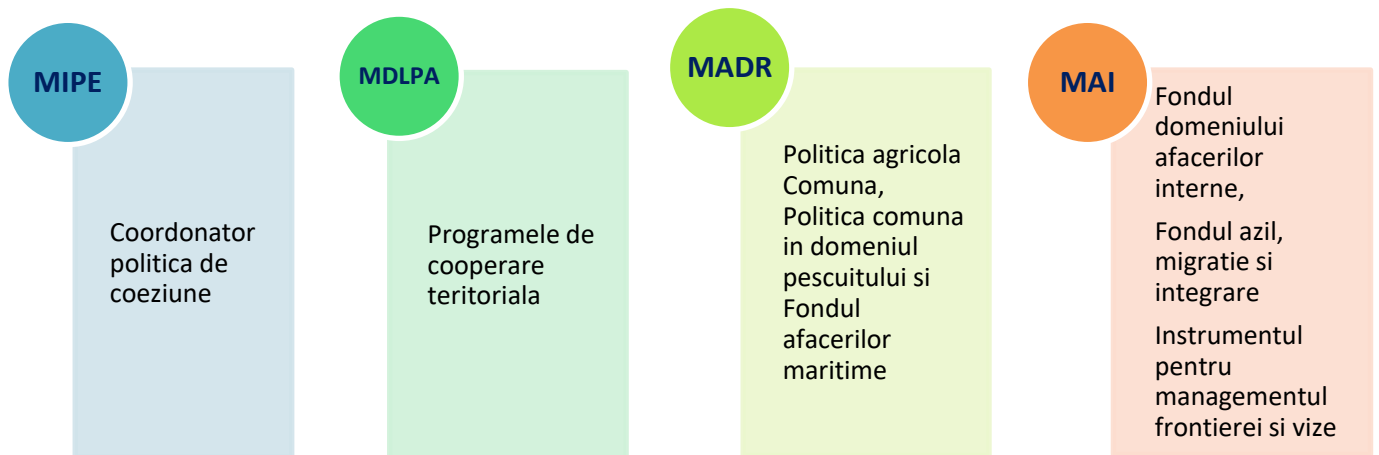 MIPE
Coordonator
politica de
coeziune
MDLPA
Programele de
cooperare
teritoriala
MADR
Politica agricola
Comuna,
Politica comuna
in domeniul
pescuitului si
Fondul
afacerilor
maritime
MAI
Fondul
domeniului
afacerilor
interne,
Fondul azil,
migratie si
integrare
Instrumentul
pentru
managementul
frontierei si vize